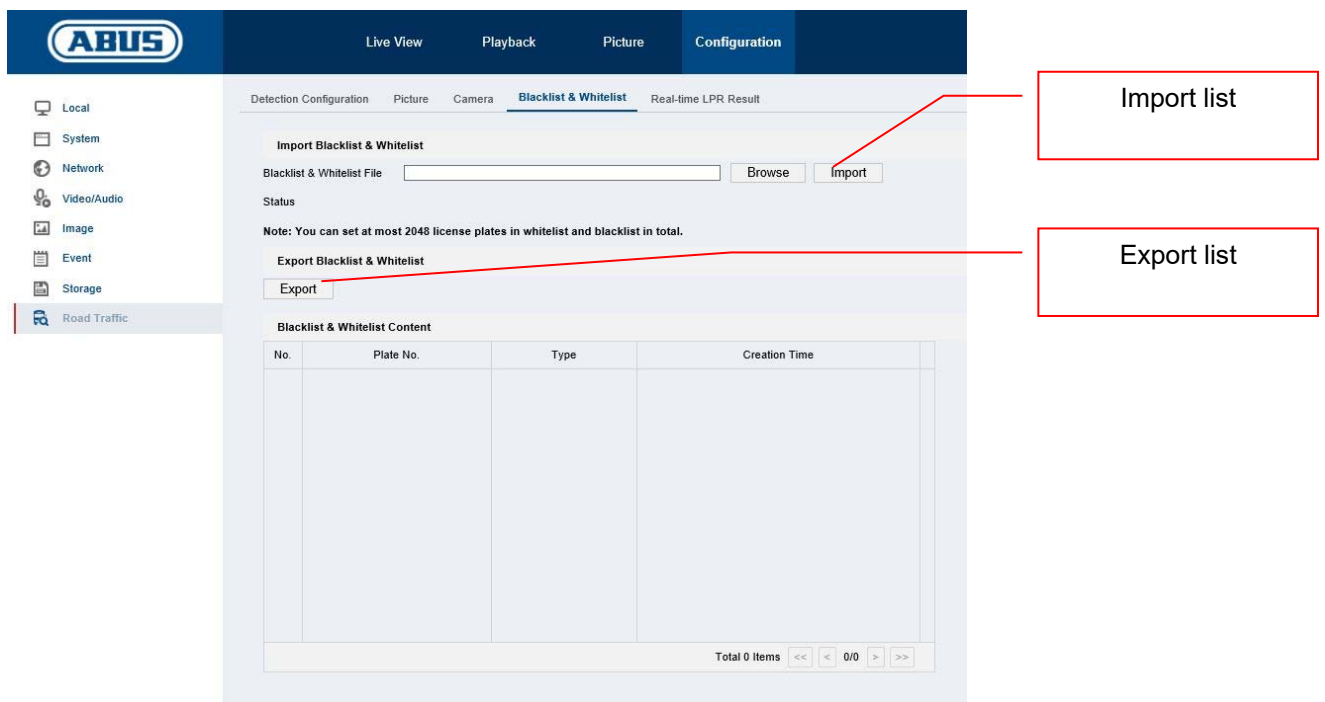 ABUS
Live View Playback Picture Configuration
Local
System
Network
Video/Audio
Image
Event
Storage
Road Traffic
Detection Configuration Picture Camera Blacklist & Whitelist Real-time LPR Result
Import Blacklist & Whitelist
Blacklist & Whitelist File Browse Import
Status
Note: You can set at most 2048 license plates in whitelist and blacklist in total.
Export Blacklist & Whitelist
Export
Blacklist & Whitelist Content
No. Plate No. Type Creation Time
Total 0 Items << < 0/0 > >>
Import list
Export list